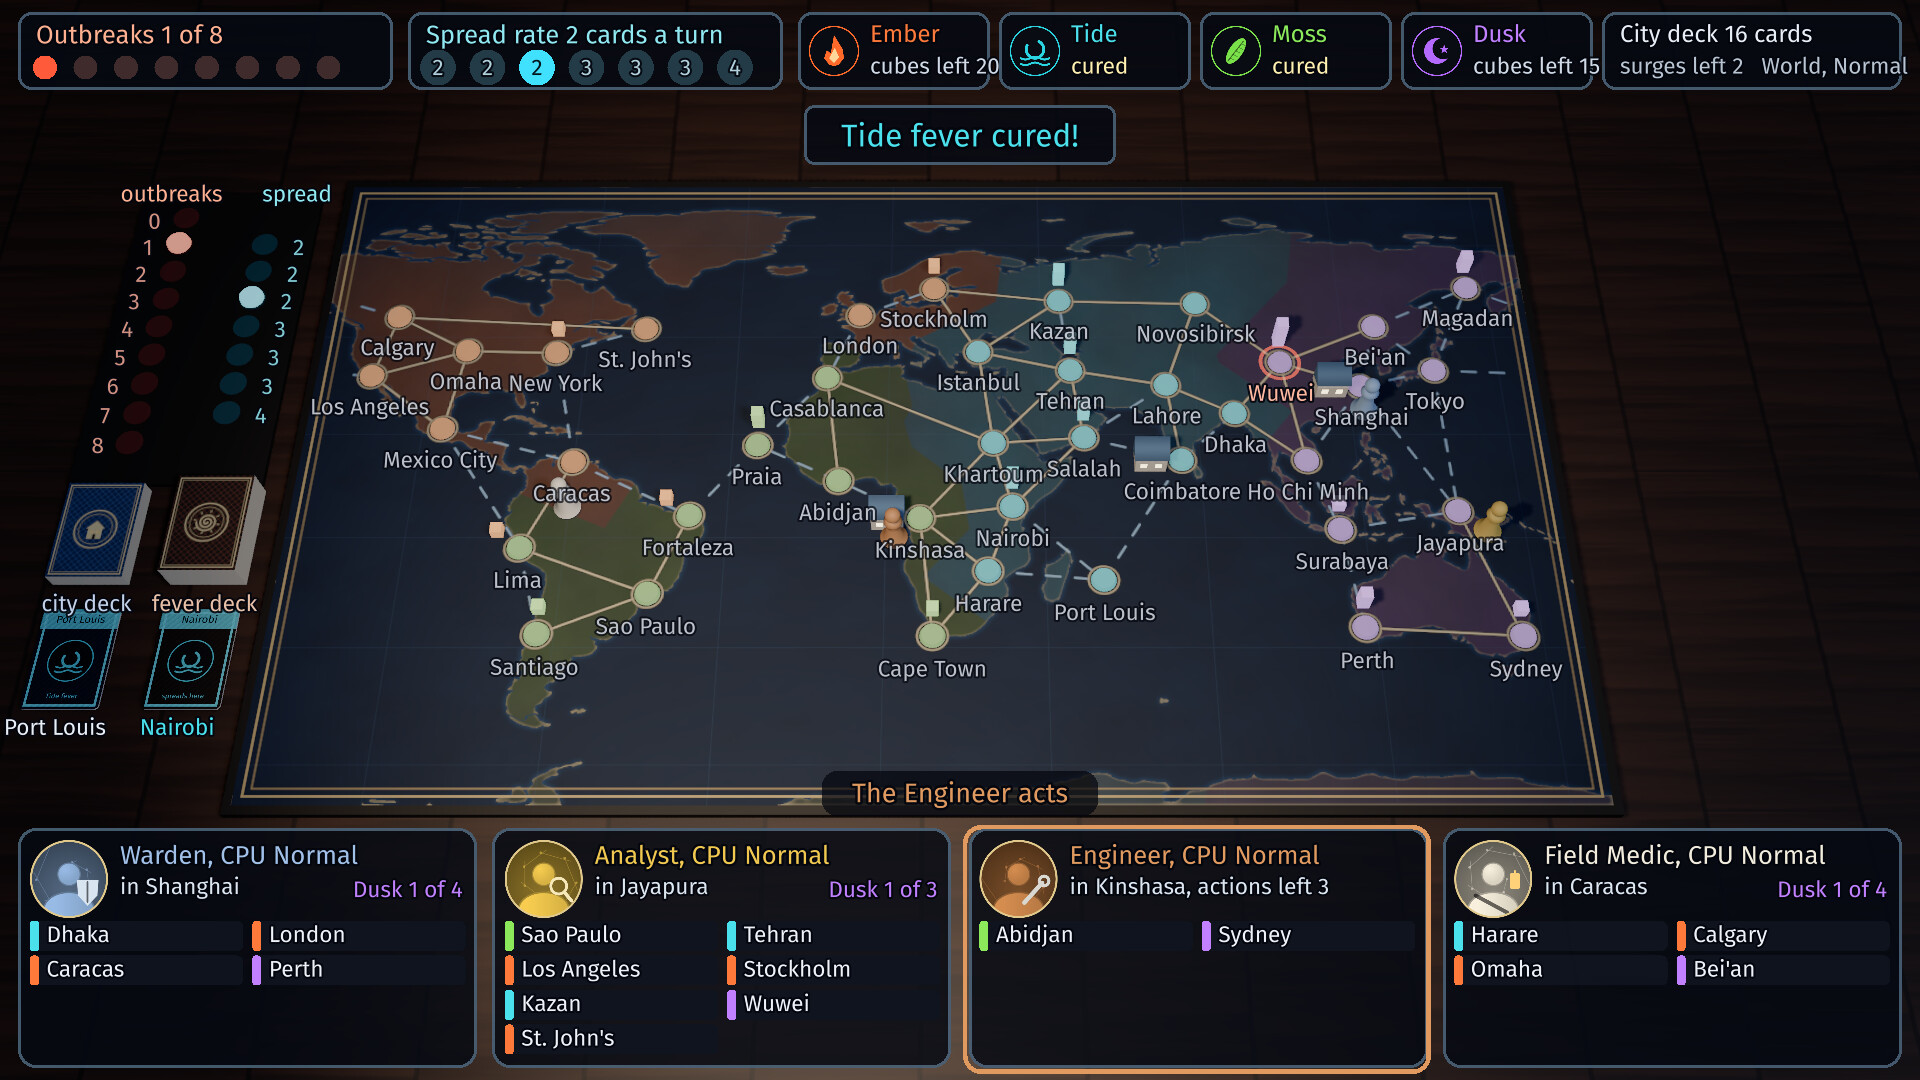 Outbreaks 1 of 8
Spread rate 2 cards a turn
2 2 2 3 3 3 4
Ember
cubes left 20
Tide
cured
Moss
cured
Dusk
cubes left 15
City deck 16 cards
surges left 2 World, Normal
Tide fever cured!
outbreaks spread
0
1 2
2 2
3 2
4 3
5 3
6 3
7 4
8
Stockholm
Kazan
Novosibirsk
Magadan
Calgary
London
St. John's
Bei'an
Omaha
New York
Istanbul
Wuwei
Los Angeles
Casablanca
Tehran
Lahore
Shanghai
Tokyo
Mexico City
Praia
Khartoum
Salalah
Dhaka
Caracas
Abidjan
Coimbatore
Ho Chi Minh
Fortaleza
Kinshasa
Nairobi
Surabaya
Jayapura
Lima
Harare
Port Louis
Sao Paulo
Santiago
Cape Town
Perth
Sydney
city deck
fever deck
Port Louis
Tide fever
Port Louis
Nairobi
spreads here
Nairobi
The Engineer acts
Warden, CPU Normal
in Shanghai
Dusk 1 of 4
Dhaka
London
Caracas
Perth
Analyst, CPU Normal
in Jayapura
Dusk 1 of 3
Sao Paulo
Tehran
Los Angeles
Stockholm
Kazan
Wuwei
St. John's
Engineer, CPU Normal
in Kinshasa, actions left 3
Abidjan
Sydney
Field Medic, CPU Normal
in Caracas
Dusk 1 of 4
Harare
Calgary
Omaha
Bei'an